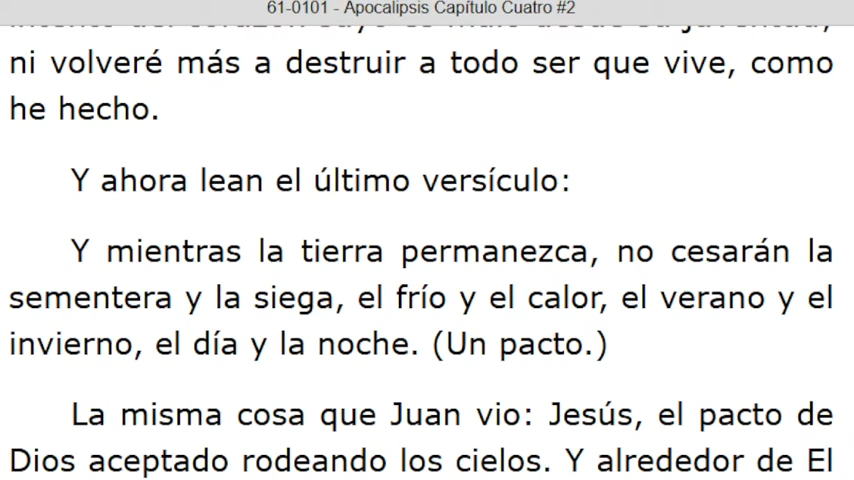 61-0101 - Apocalipsis Capítulo Cuatro #2
ni volveré más a destruir a todo ser que vive, como
he hecho.
Y ahora lean el último versículo:
Y mientras la tierra permanezca, no cesarán la
sementera y la siega, el frío y el calor, el verano y el
invierno, el día y la noche. (Un pacto.)
La misma cosa que Juan vio: Jesús, el pacto de
Dios aceptado rodeando los cielos. Y alrededor de El